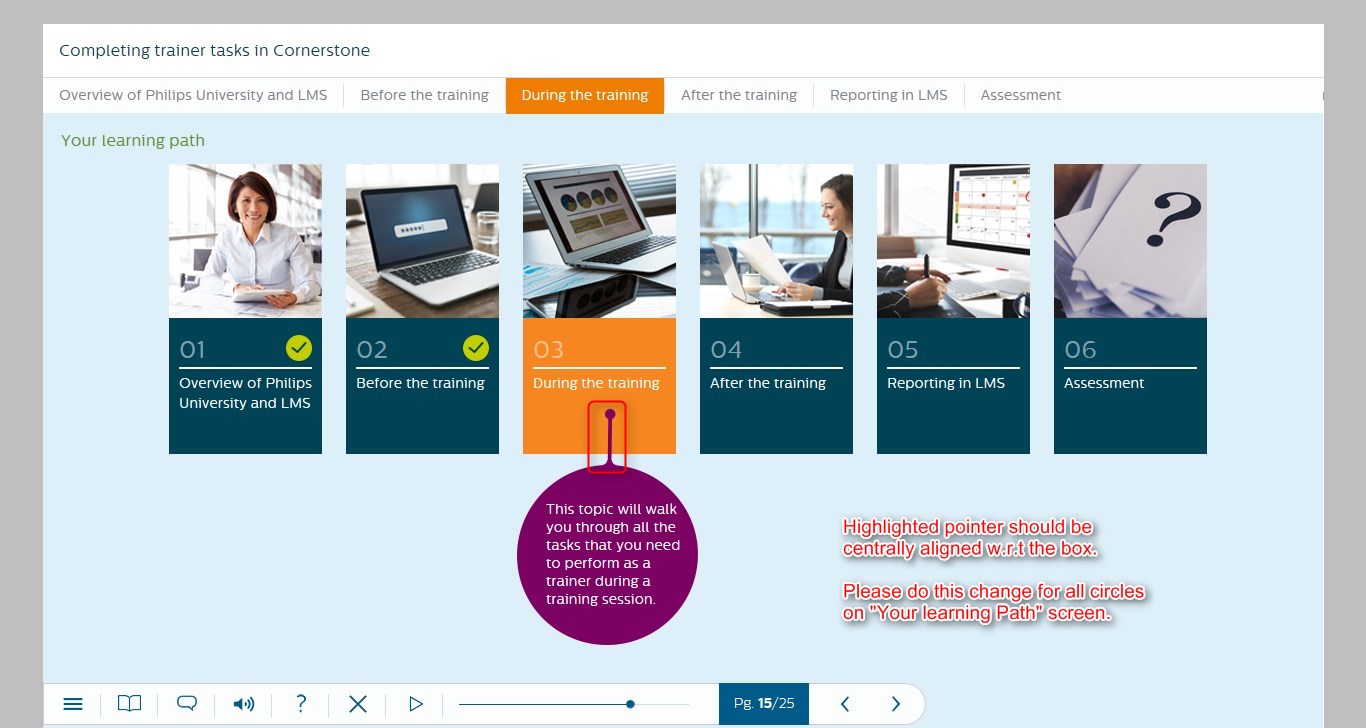 Completing trainer tasks in Cornerstone
Overview of Philips University and LMS
Before the training
During the training
After the training
Reporting in LMS
Assessment
Your learning path
01
Overview of Philips
University and LMS
02
Before the training
03
During the training
04
After the training
05
Reporting in LMS
06
Assessment
?
This topic will walk
you through all the
tasks that you need
to perform as a
trainer during a
training session.
Highlighted pointer should be
centrally aligned w.r.t the box.
Please do this change for all circles
on "Your learning Path" screen.
?
Pg. 15/25